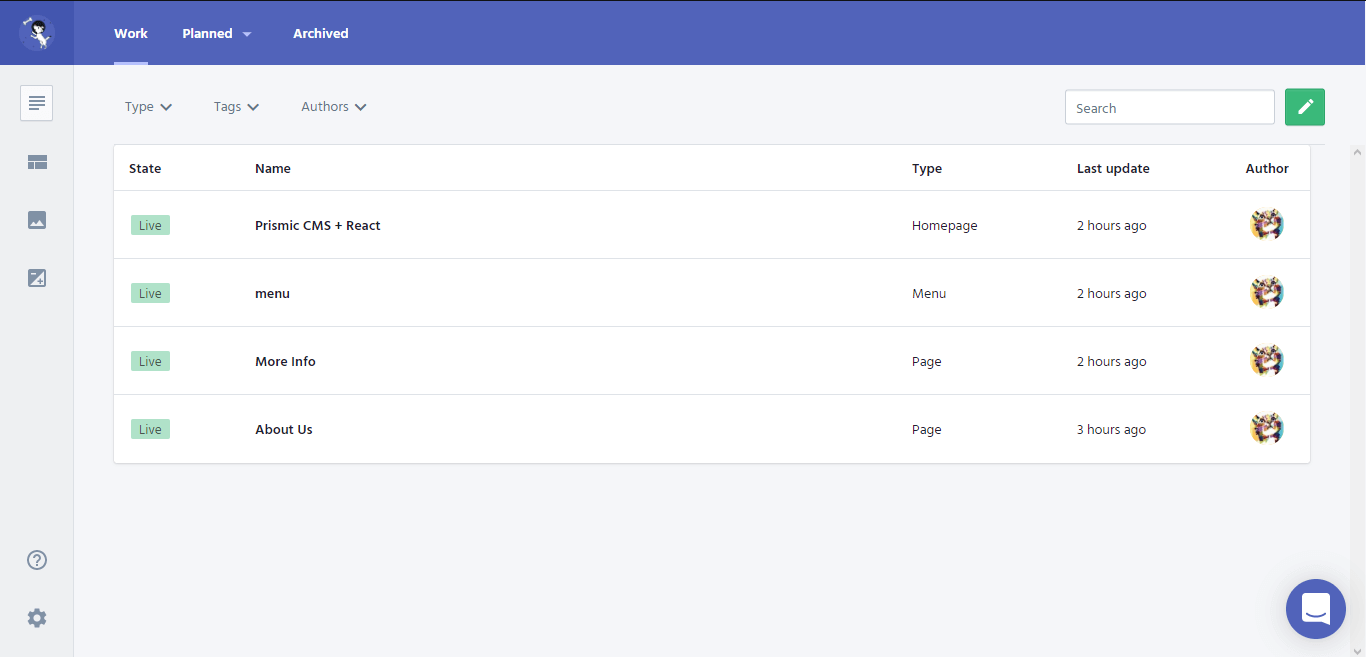 Work Planned Archived
Type Tags Authors Search
State Name Type Last update Author
Live Prismic CMS + React Homepage 2 hours ago
Live menu Menu 2 hours ago
Live More Info Page 2 hours ago
Live About Us Page 3 hours ago